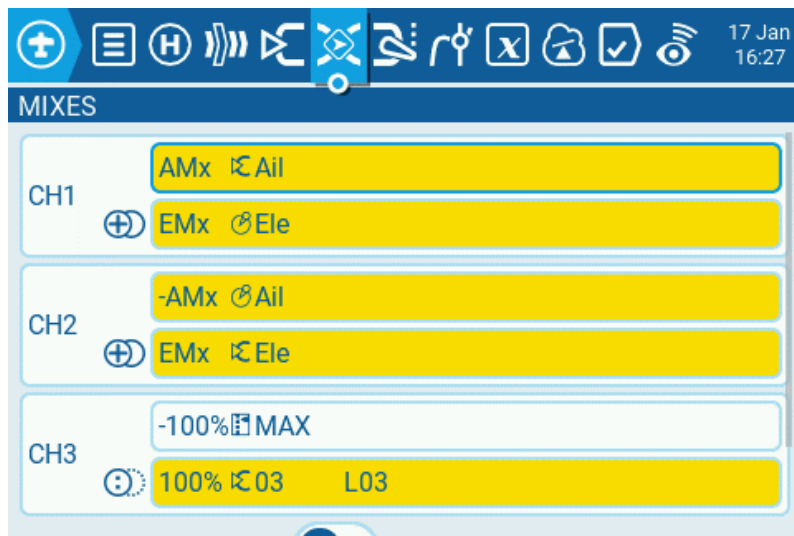 17 Jan
16:27
MIXES
CH1
AMx Ail
EMx Ele
CH2
-AMx Ail
EMx Ele
CH3
-100% MAX
100% 03 L03